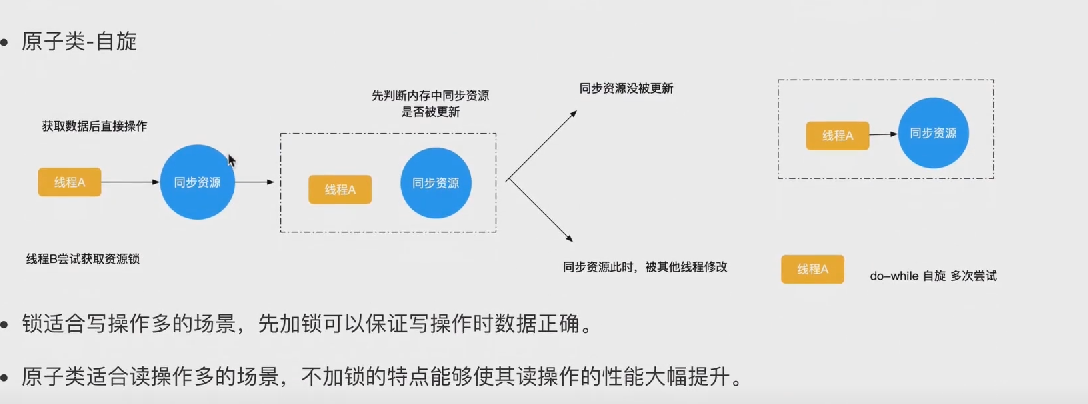 原子类-自旋
获取数据后直接操作
线程A
同步资源
线程B尝试获取资源锁
先判断内存中同步资源
是否被更新
线程A
同步资源
同步资源没被更新
同步资源此时，被其他线程修改
线程A
同步资源
线程A
do–while 自旋 多次尝试
锁适合写操作多的场景，先加锁可以保证写操作时数据正确。
原子类适合读操作多的场景，不加锁的特点能够使其读操作的性能大幅提升。